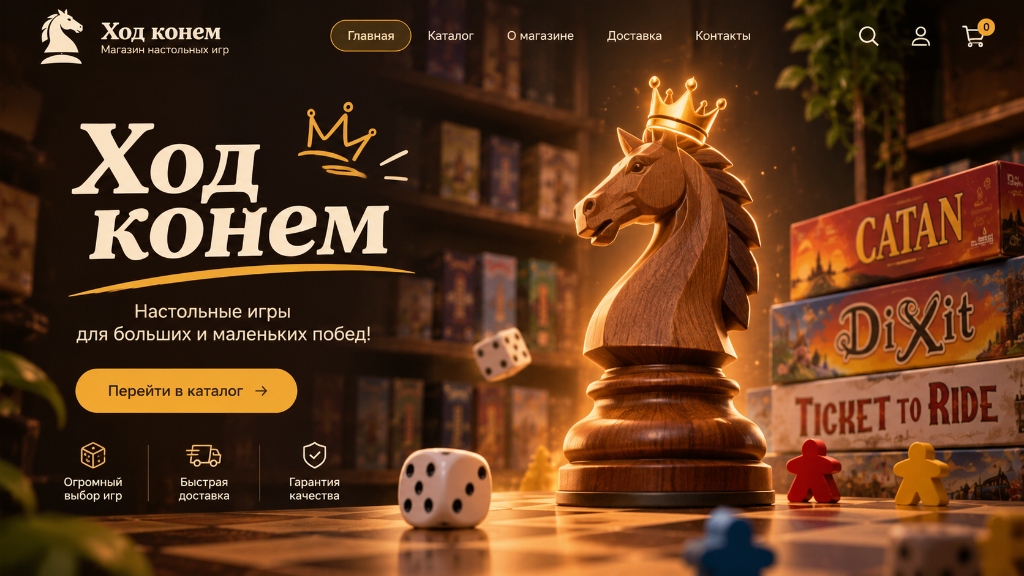 Ход конем
Магазин настольных игр
Главная
Каталог
О магазине
Доставка
Контакты
0
Ход
конем
Настольные игры
для больших и маленьких побед!
Перейти в каталог →
Огромный
выбор игр
Быстрая
доставка
Гарантия
качества
CATAN
DiXit
TICKET TO RIDE